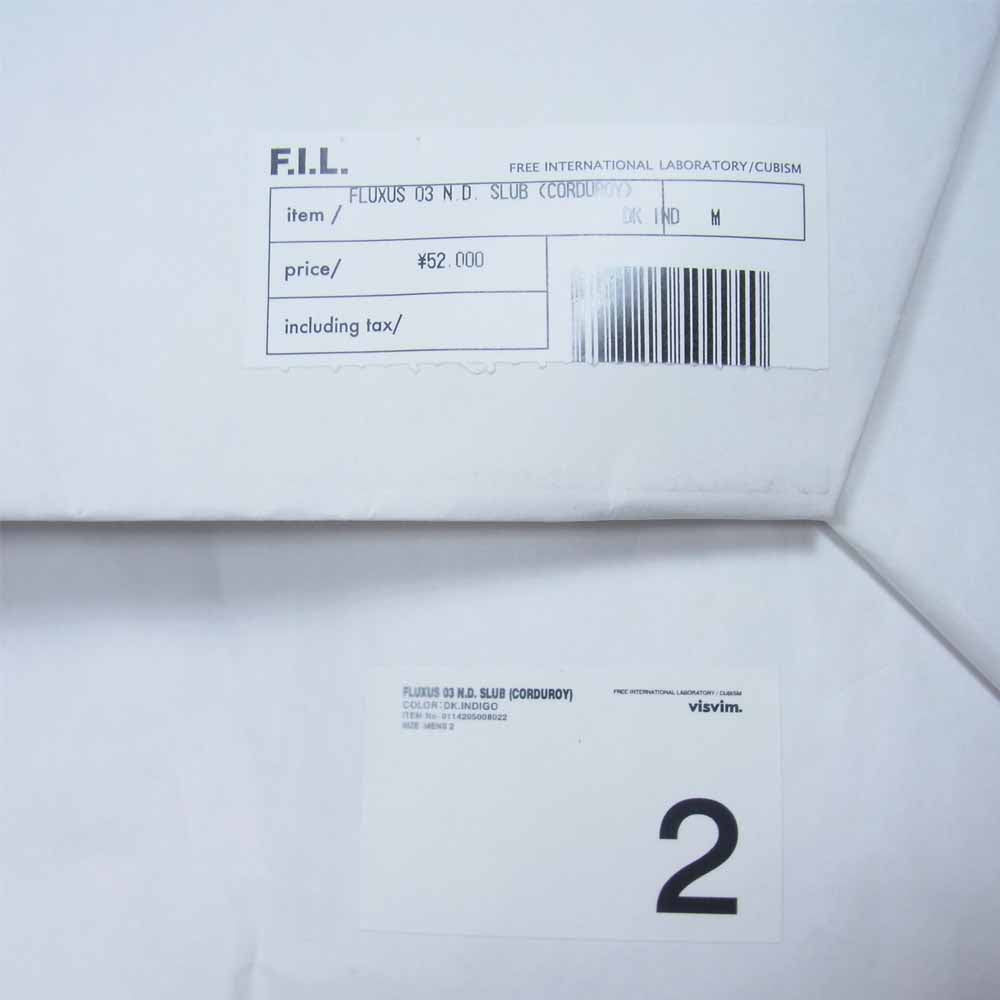 F.I.L.
FREE INTERNATIONAL LABORATORY/CUBISM
item / FLUXUS 03 N.D. SLUB (CORDUROY)
DK IND M
price/ ¥52.000
including tax/
FLUXUS 03 N.D. SLUB (CORDUROY)
COLOR:DK.INDIGO
ITEM No-0114205008022
SIZE :MENS 2
FREE INTERNATIONAL LABORATORY / CUBISM
visvim.
2